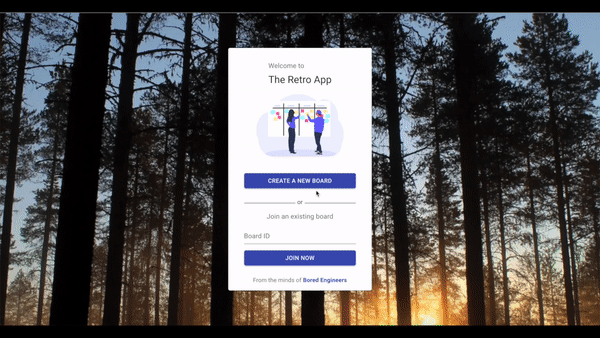 Welcome to
The Retro App
CREATE A NEW BOARD
or
Join an existing board
Board ID
JOIN NOW
From the minds of Bored Engineers